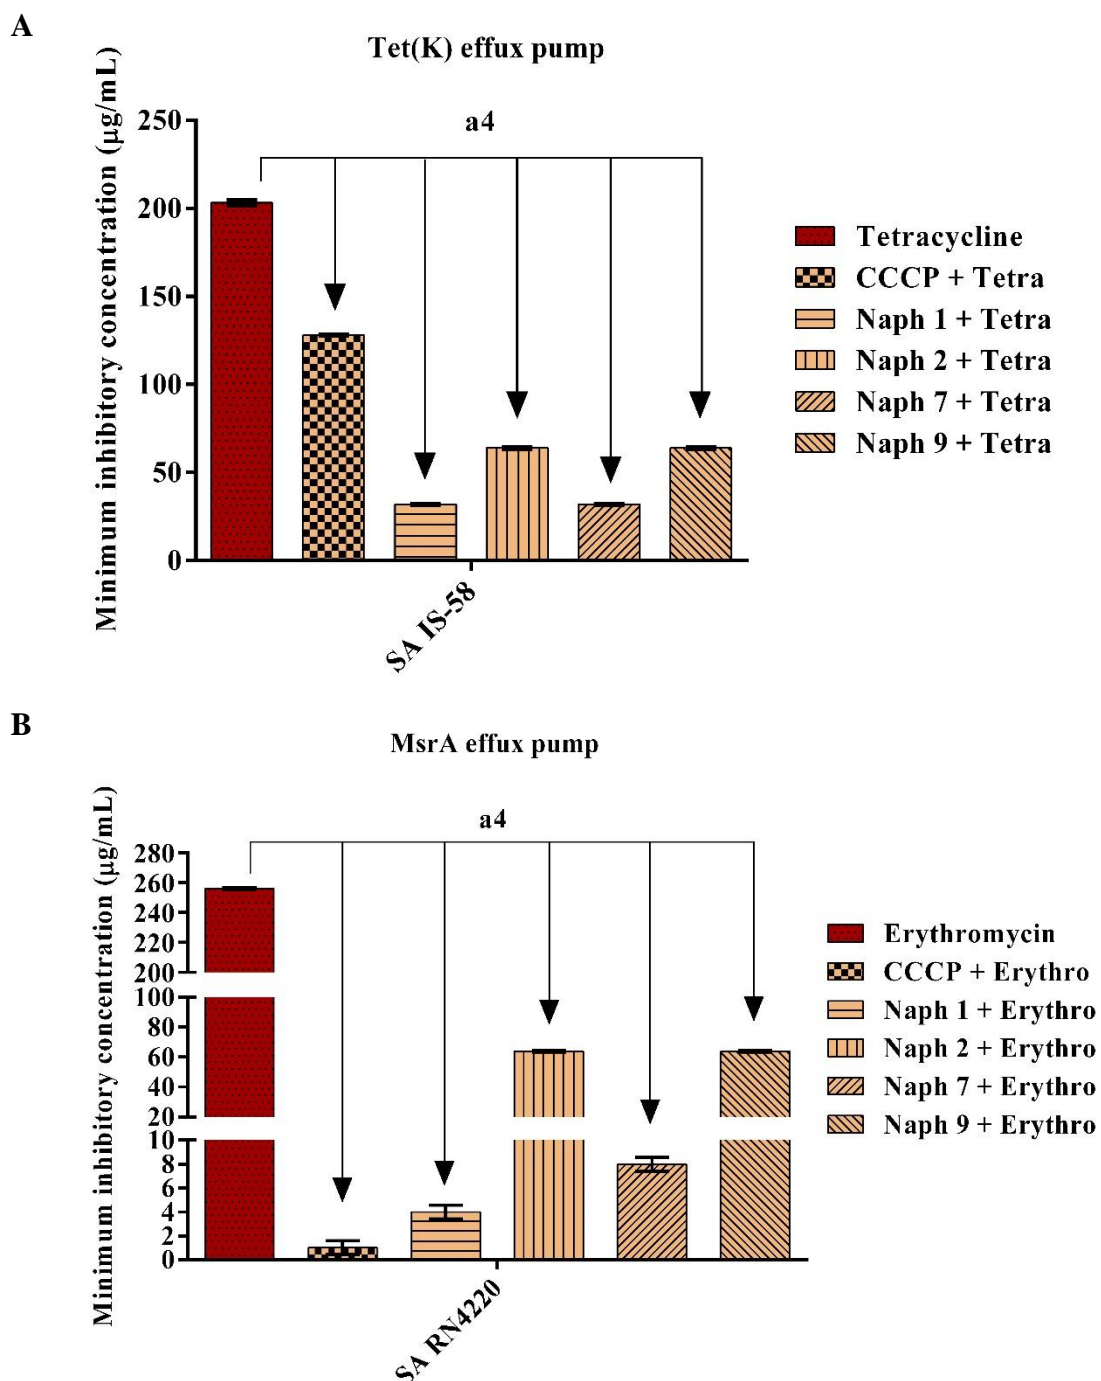 A
Tet(K) effux pump
Minimum inhibitory concentration (µg/mL)
a4
250
200
150
100
50
0
SA IS-58
Tetracycline
CCCP + Tetra
Naph 1 + Tetra
Naph 2 + Tetra
Naph 7 + Tetra
Naph 9 + Tetra
B
MsrA effux pump
Minimum inhibitory concentration (µg/mL)
a4
280
260
240
220
200
100
80
60
40
20
10
8
6
4
2
0
SA RN4220
Erythromycin
CCCP + Erythro
Naph 1 + Erythro
Naph 2 + Erythro
Naph 7 + Erythro
Naph 9 + Erythro